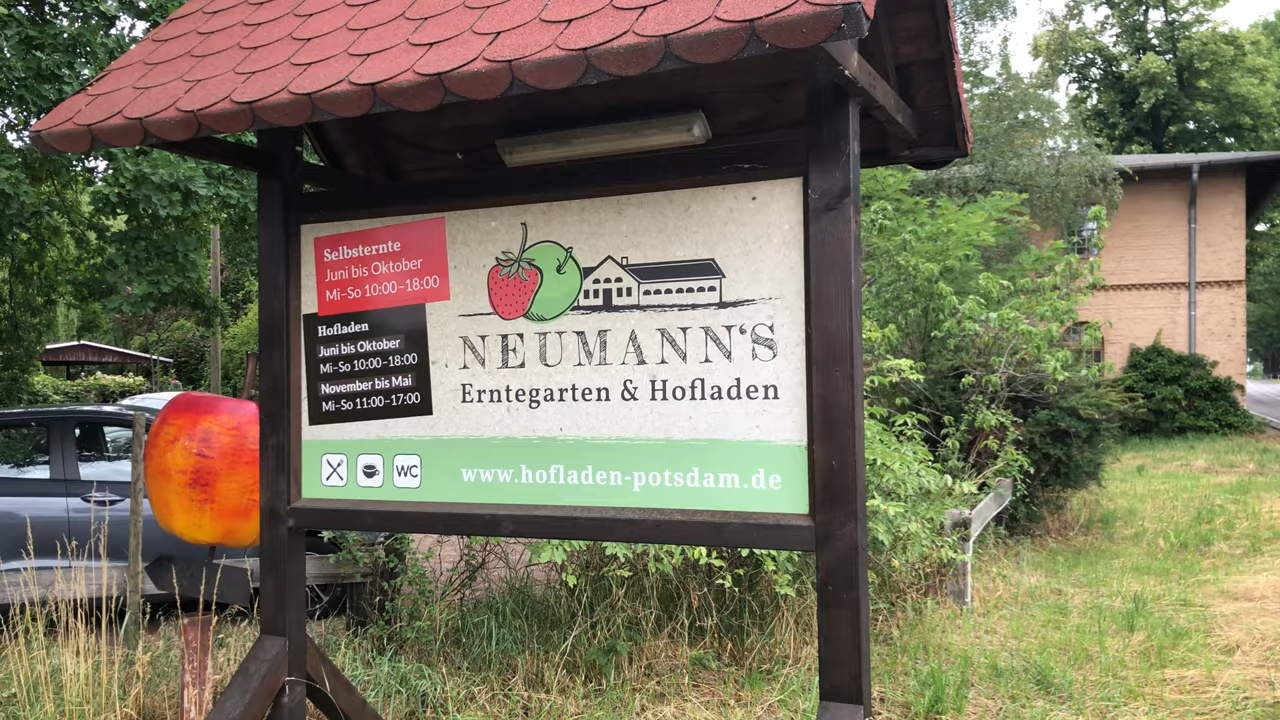 Selbsternte
Juni bis Oktober
Mi–So 10:00–18:00
Hofladen
Juni bis Oktober
Mi–So 10:00–18:00
November bis Mai
Mi–So 11:00–17:00
NEUMANN'S
Erntegarten & Hofladen
WC
www.hofladen-potsdam.de